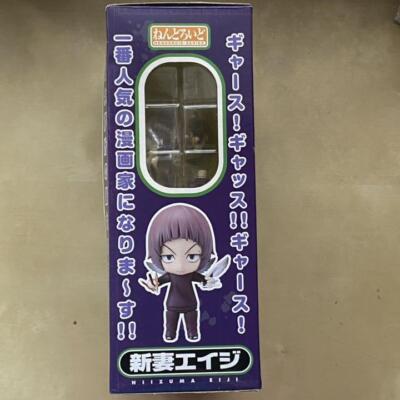 ねんどろいど
NENDOROID SERIES
ギャース!ギャッス!!ギャース!
一番人気の漫画家になりま〜す!!
新妻エイジ
NIIZUMA EIJI